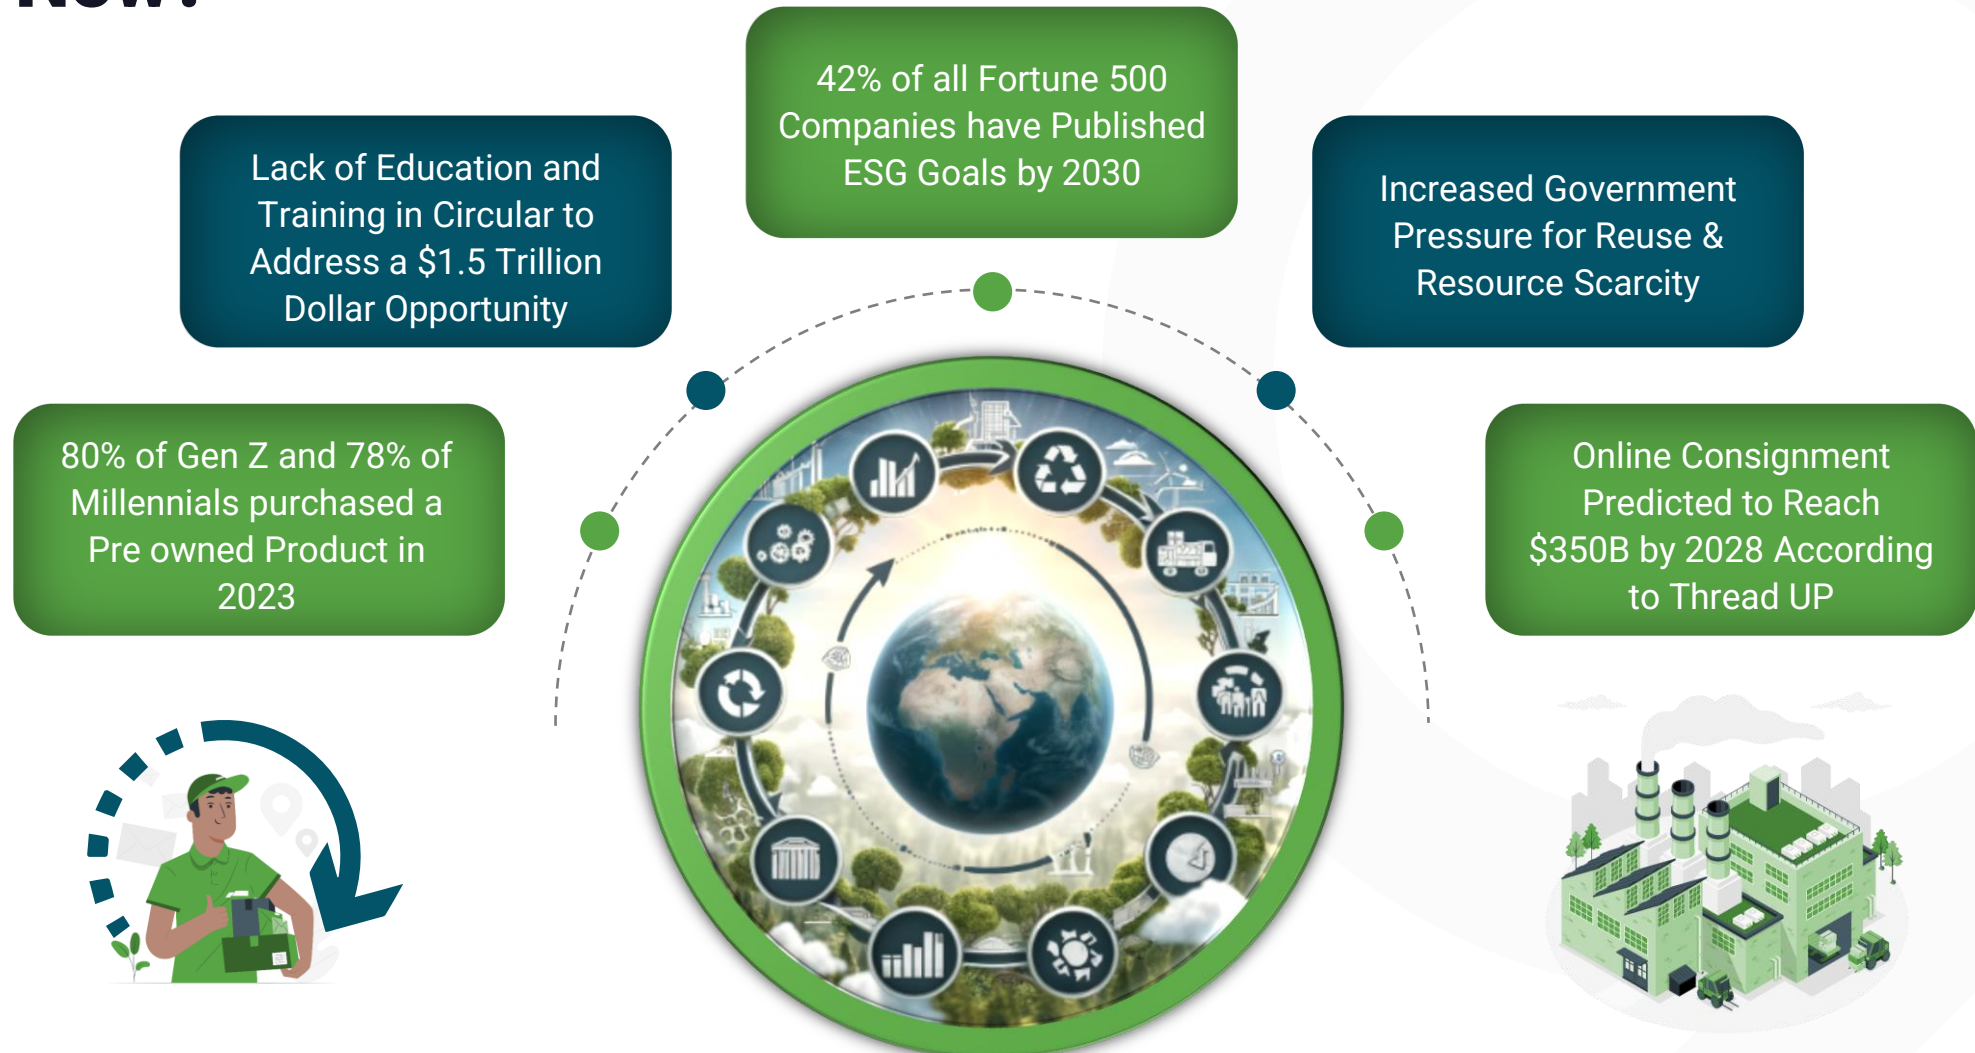 80% of Gen Z and 78% of
Millennials purchased a
Pre owned Product in
2023
Lack of Education and
Training in Circular to
Address a $1.5 Trillion
Dollar Opportunity
42% of all Fortune 500
Companies have Published
ESG Goals by 2030
Increased Government
Pressure for Reuse &
Resource Scarcity
Online Consignment
Predicted to Reach
$350B by 2028 According
to Thread UP